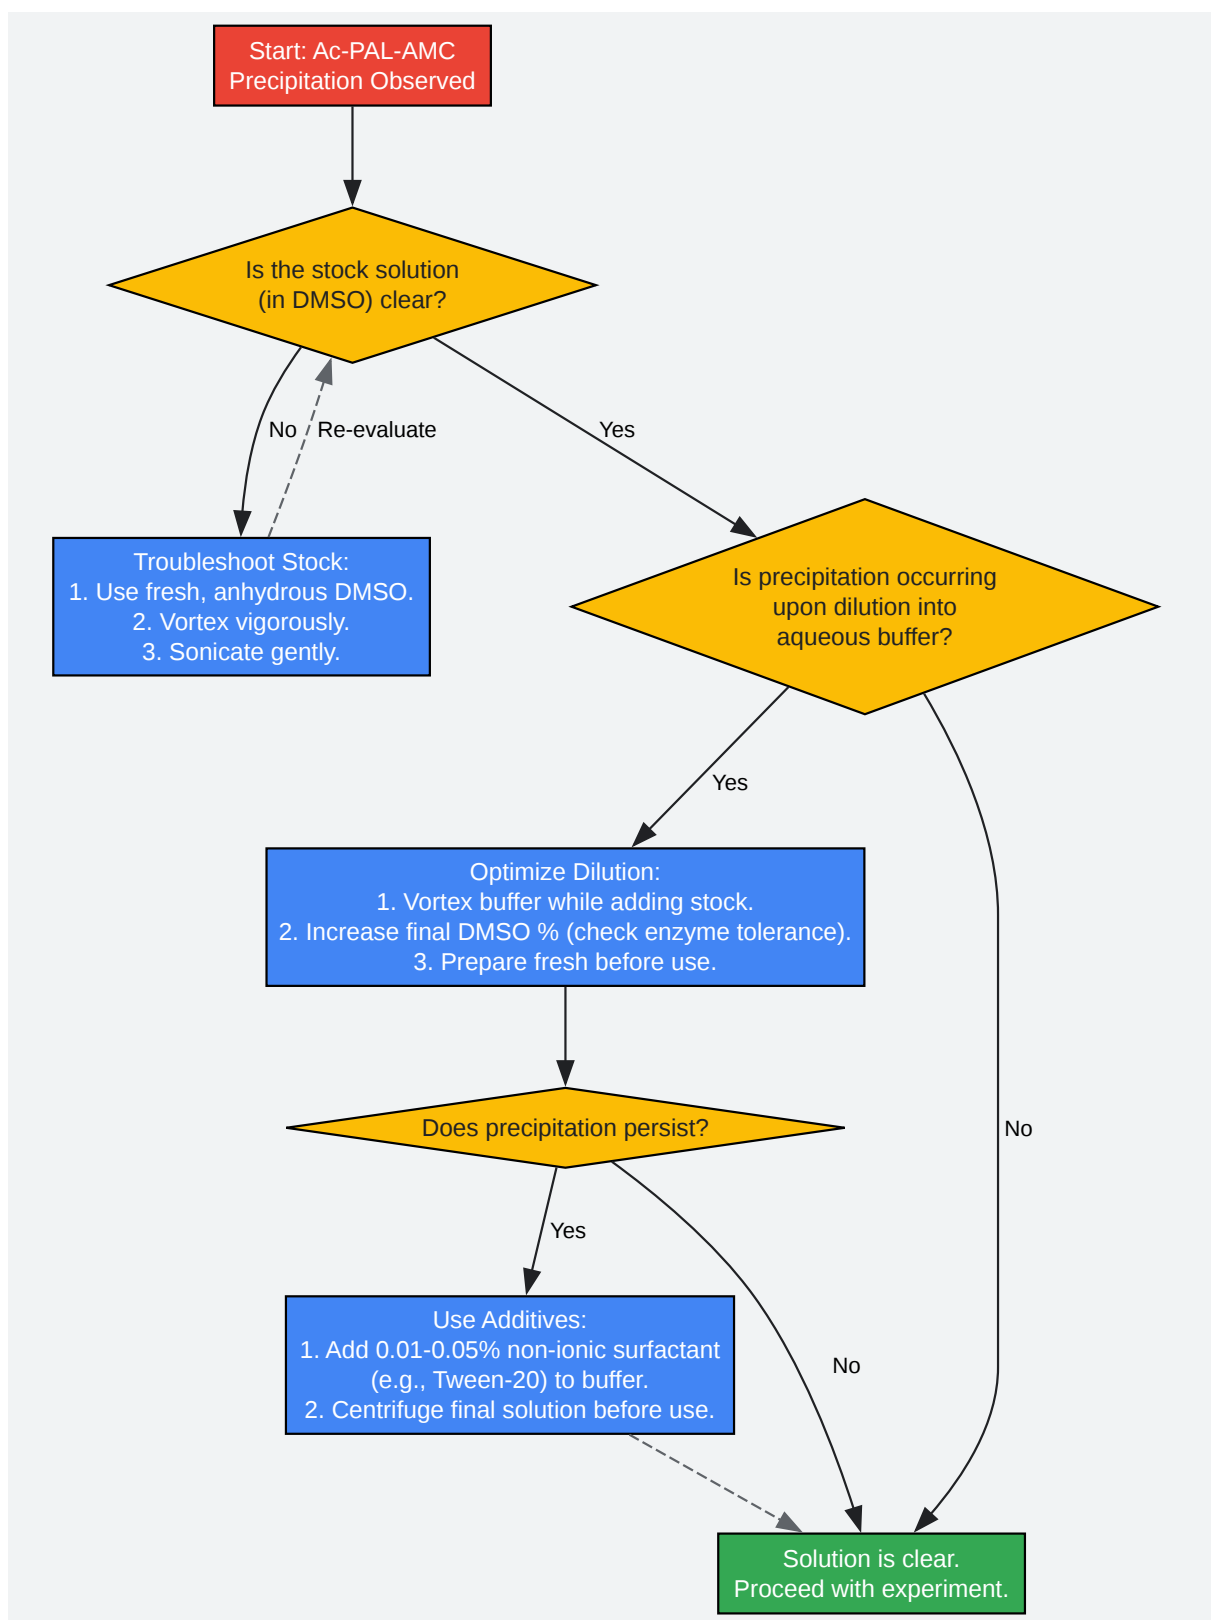 Start: Ac-PAL-AMC
Precipitation Observed
Is the stock solution
(in DMSO) clear?
No
Re-evaluate
Yes
Troubleshoot Stock:
1. Use fresh, anhydrous DMSO.
2. Vortex vigorously.
3. Sonicate gently.
Is precipitation occurring
upon dilution into
aqueous buffer?
Yes
Optimize Dilution:
1. Vortex buffer while adding stock.
2. Increase final DMSO % (check enzyme tolerance).
3. Prepare fresh before use.
Does precipitation persist?
No
Yes
Use Additives:
1. Add 0.01-0.05% non-ionic surfactant
(e.g., Tween-20) to buffer.
2. Centrifuge final solution before use.
No
Solution is clear.
Proceed with experiment.